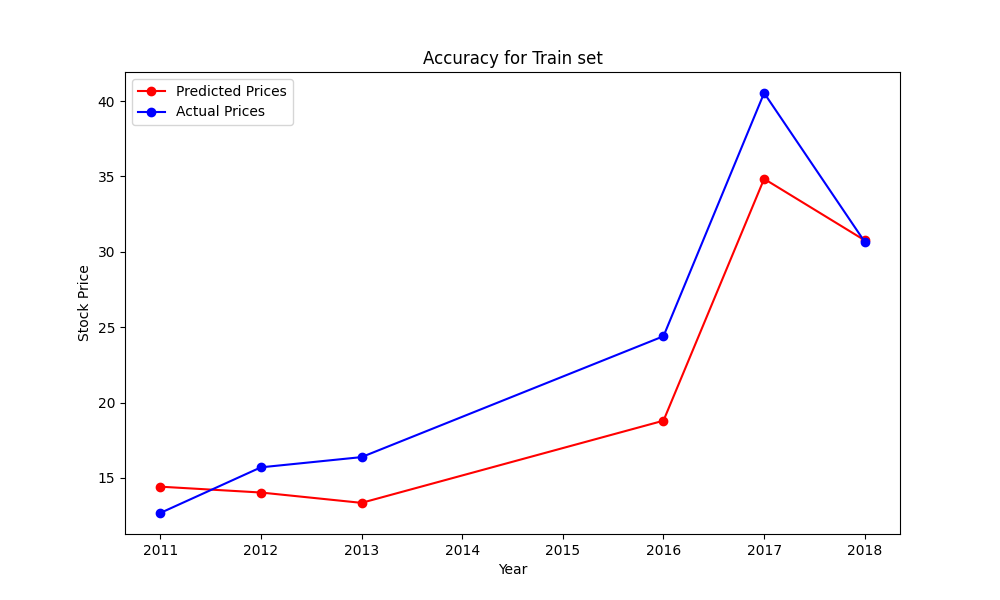 Accuracy for Train set
Predicted Prices
Actual Prices
40
35
30
25
20
15
Stock Price
2011 2012 2013 2014 2015 2016 2017 2018
Year